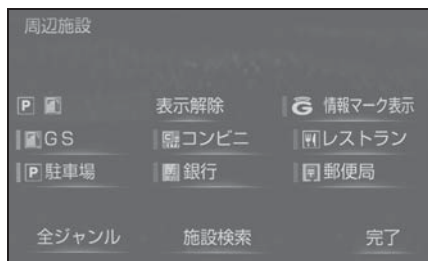 周辺施設
P 表示解除 G 情報マーク表示
GS コンビニ レストラン
P 駐車場 銀行 郵便局
全ジャンル 施設検索 完了